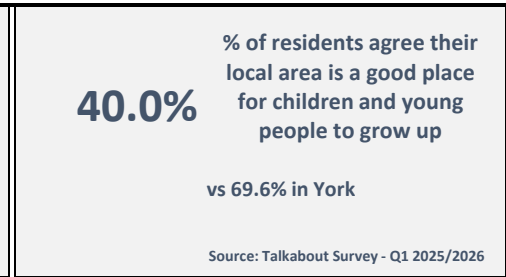 % of residents agree their
local area is a good place
for children and young
people to grow up
40.0%
vs 69.6% in York
Source: Talkabout Survey - Q1 2025/2026